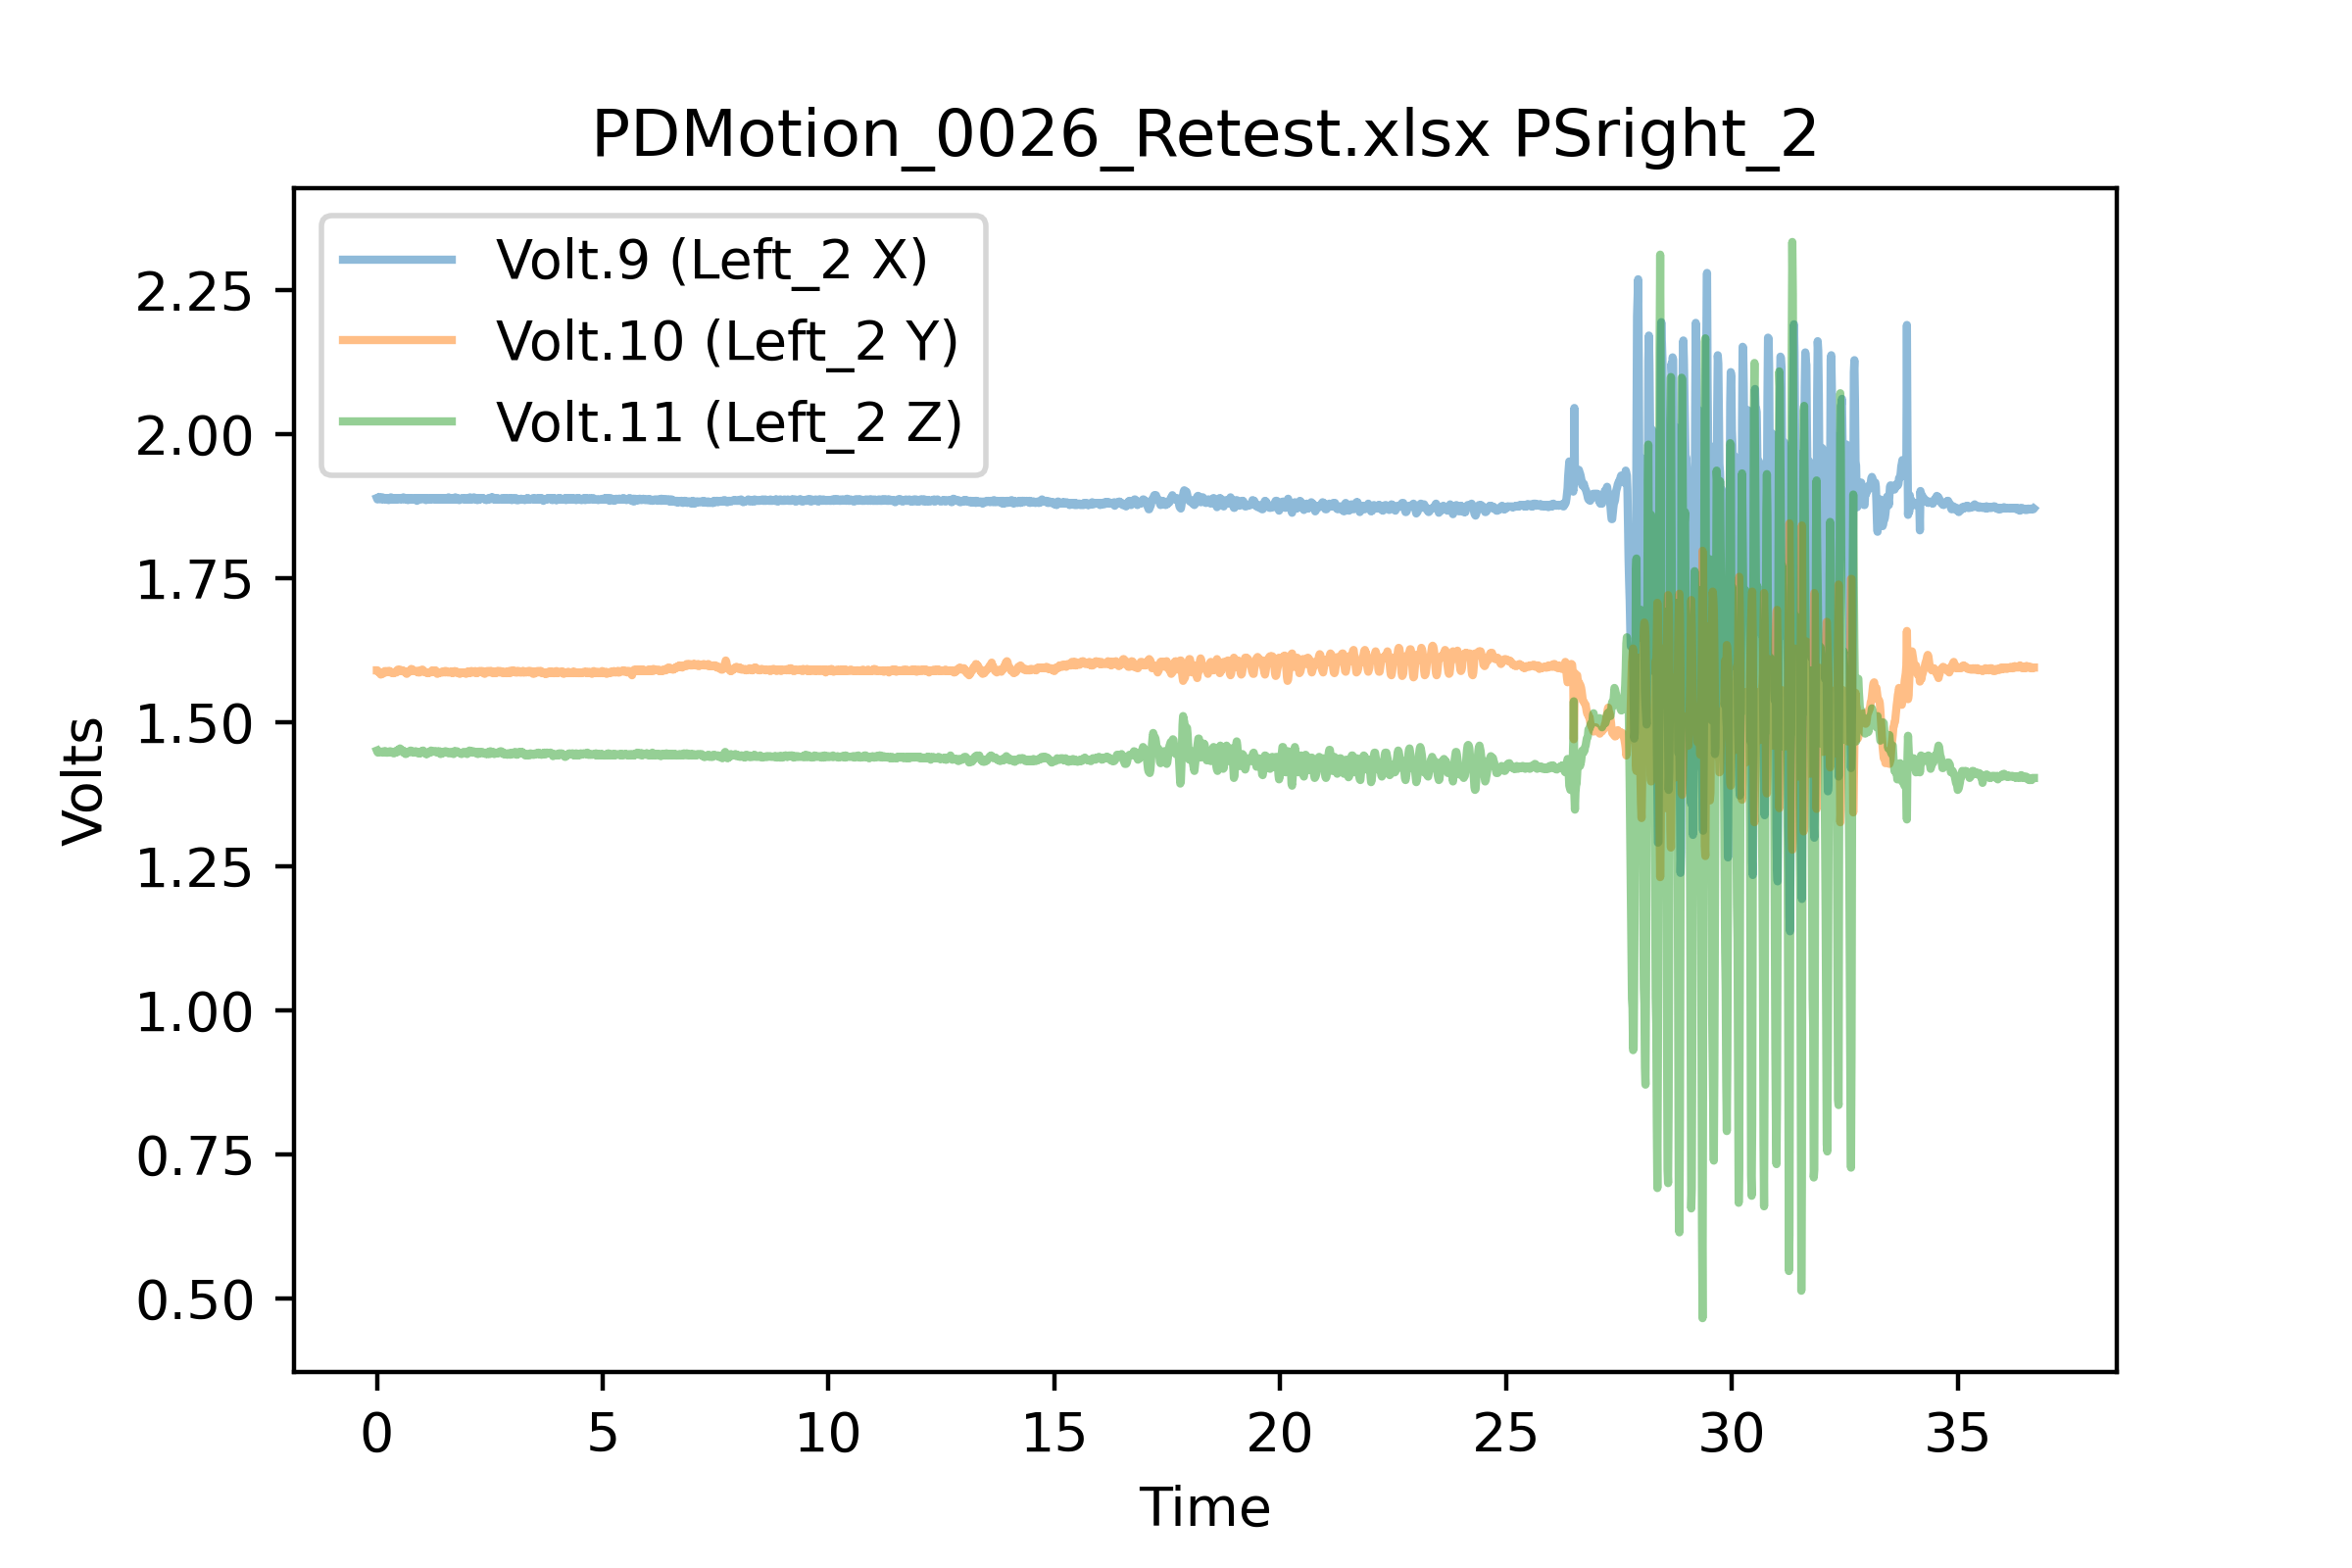 PDMotion_0026_Retest.xlsx PSright_2
Volt.9 (Left_2 X)
Volt.10 (Left_2 Y)
Volt.11 (Left_2 Z)
2.25
2.00
1.75
1.50
1.25
1.00
0.75
0.50
Volts
0 5 10 15 20 25 30 35
Time